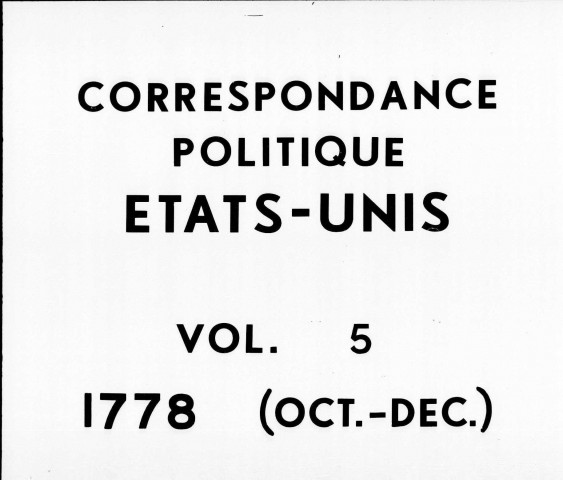 CORRESPONDANCE
POLITIQUE
ETATS-UNIS
VOL. 5
1778 (OCT.-DEC.)